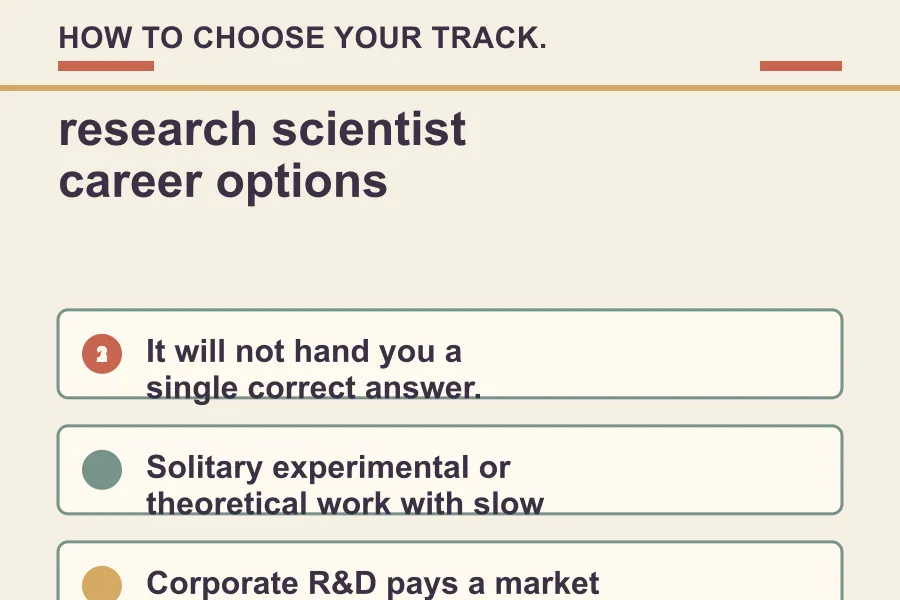 HOW TO CHOOSE YOUR TRACK.
research scientist
career options
It will not hand you a
single correct answer.
Solitary experimental or
theoretical work with slow
Corporate R&D pays a market